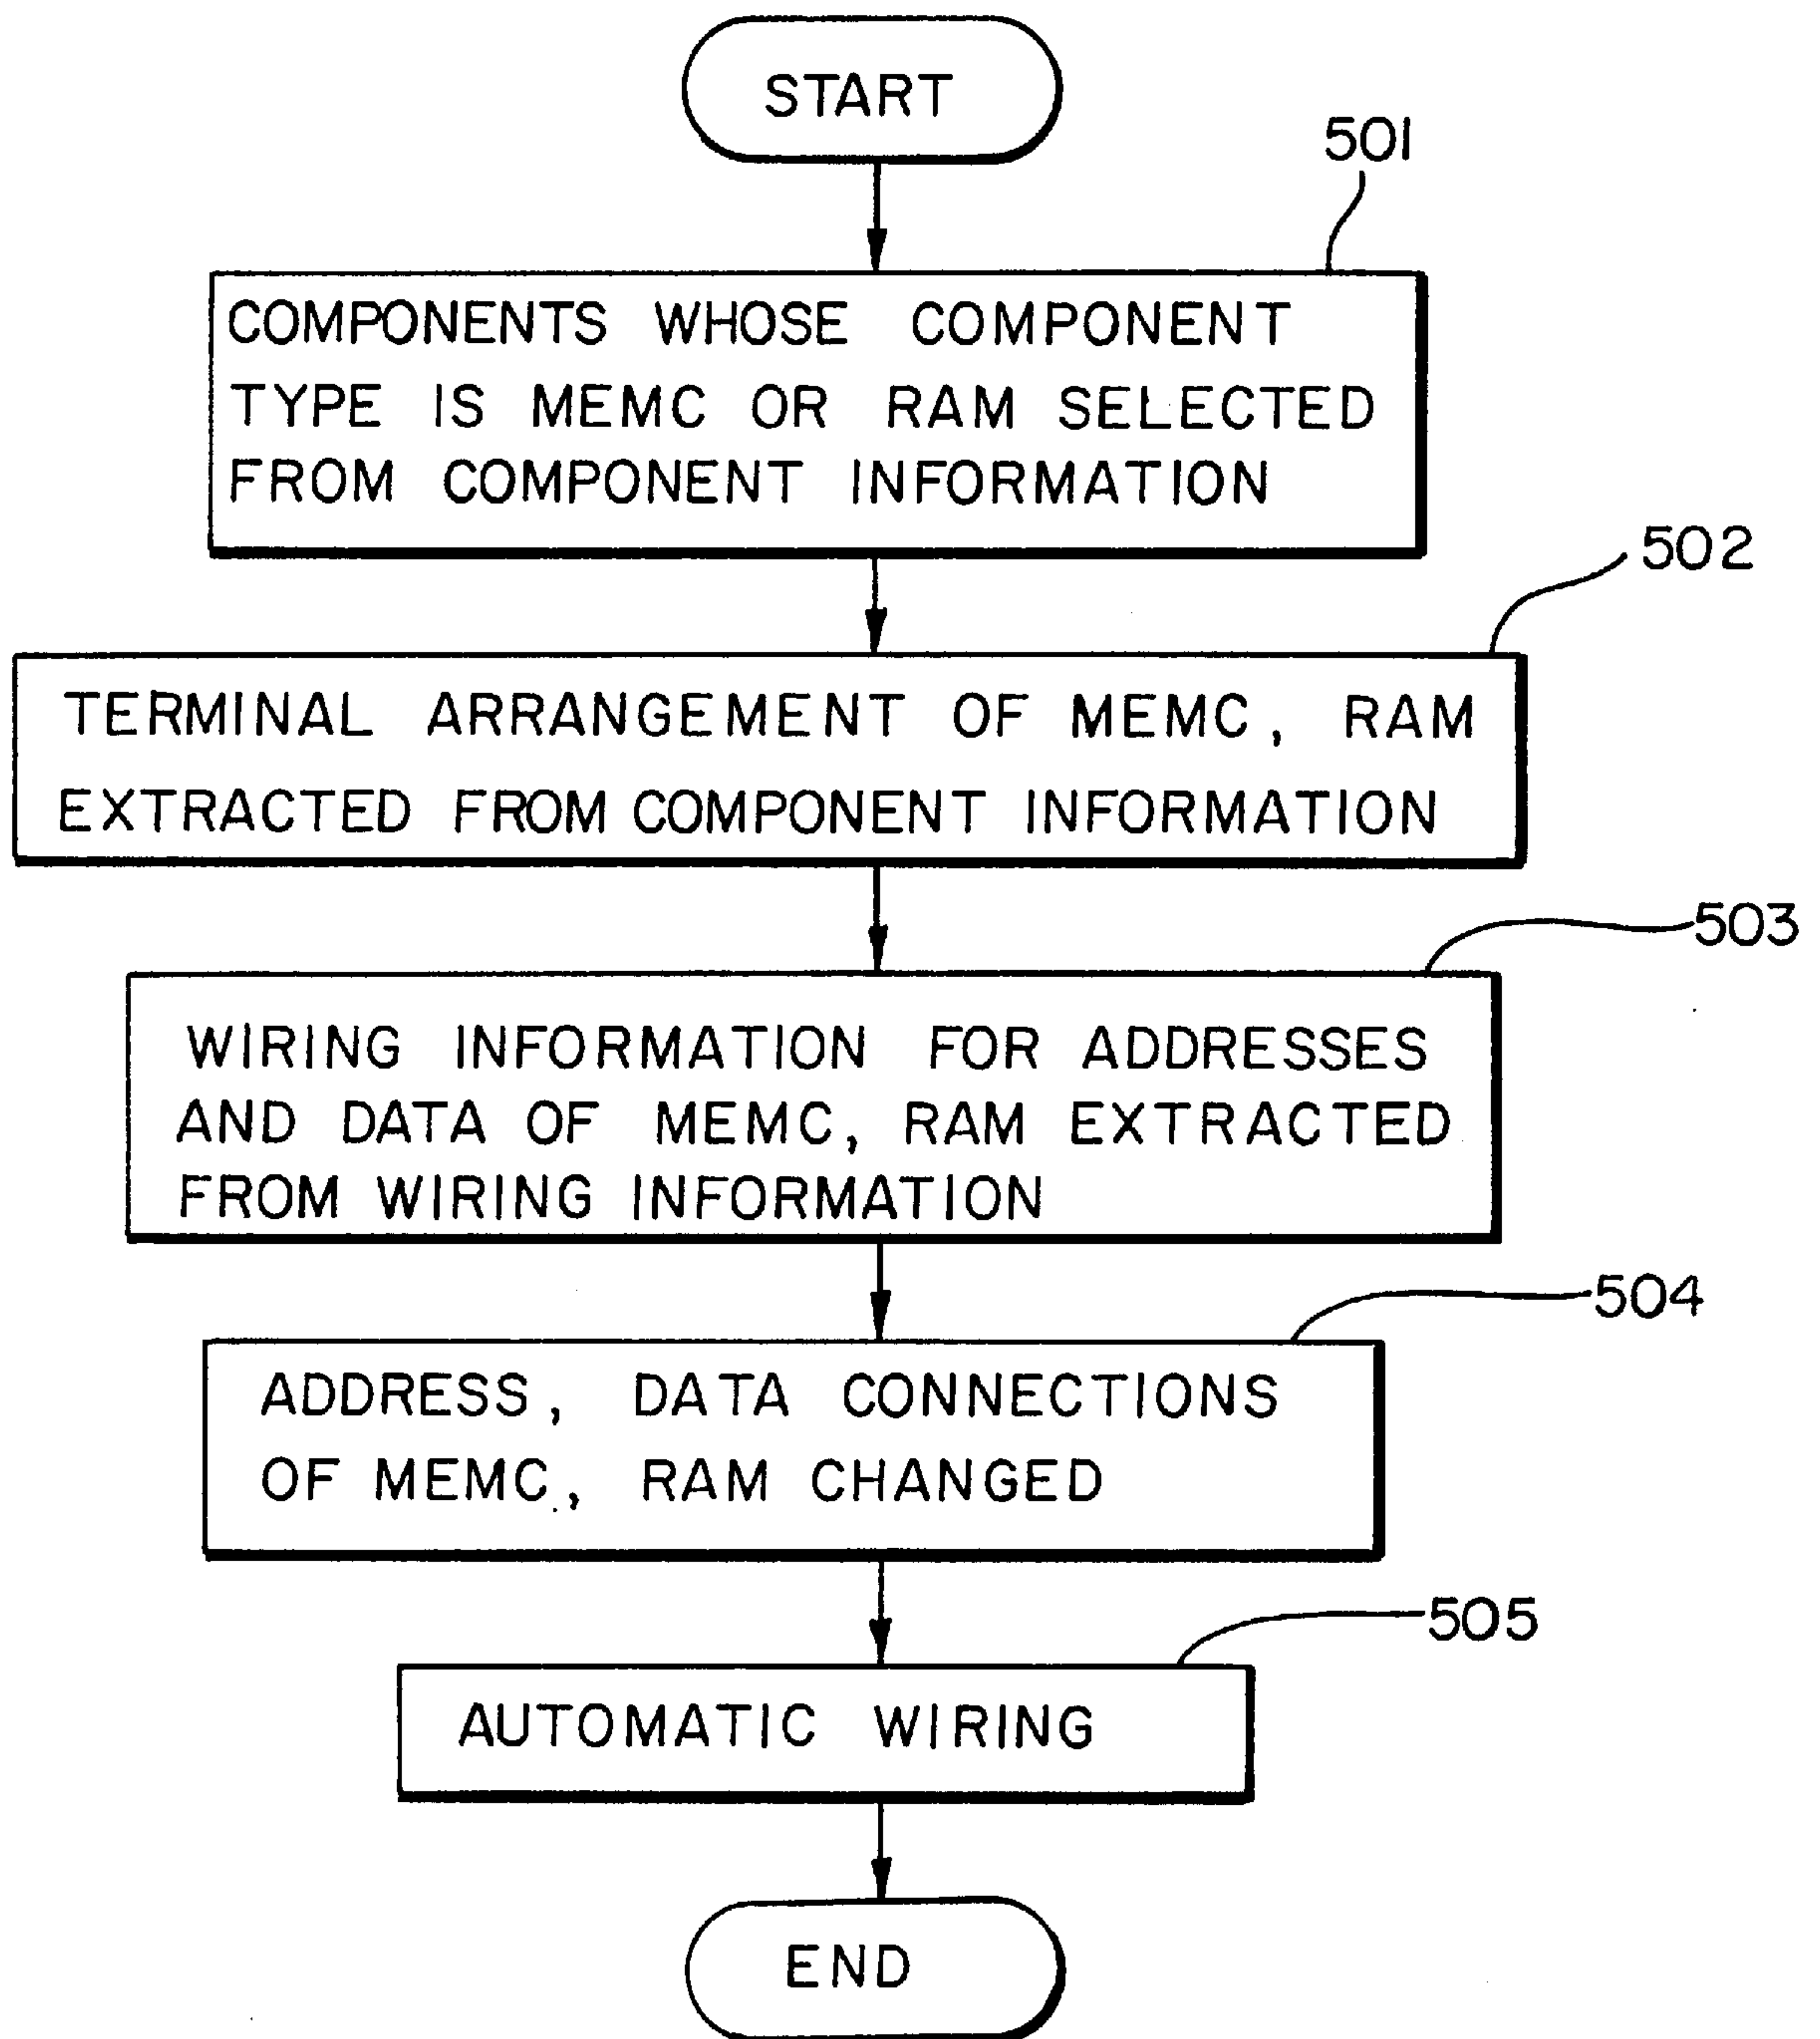 START
501
COMPONENTS WHOSE COMPONENT
TYPE IS MEMC OR RAM SELECTED
FROM COMPONENT INFORMATION
502
TERMINAL ARRANGEMENT OF MEMC, RAM
EXTRACTED FROM COMPONENT INFORMATION
503
WIRING INFORMATION FOR ADDRESSES
AND DATA OF MEMC, RAM EXTRACTED
FROM WIRING INFORMATION
504
ADDRESS, DATA CONNECTIONS
OF MEMC, RAM CHANGED
505
AUTOMATIC WIRING
END